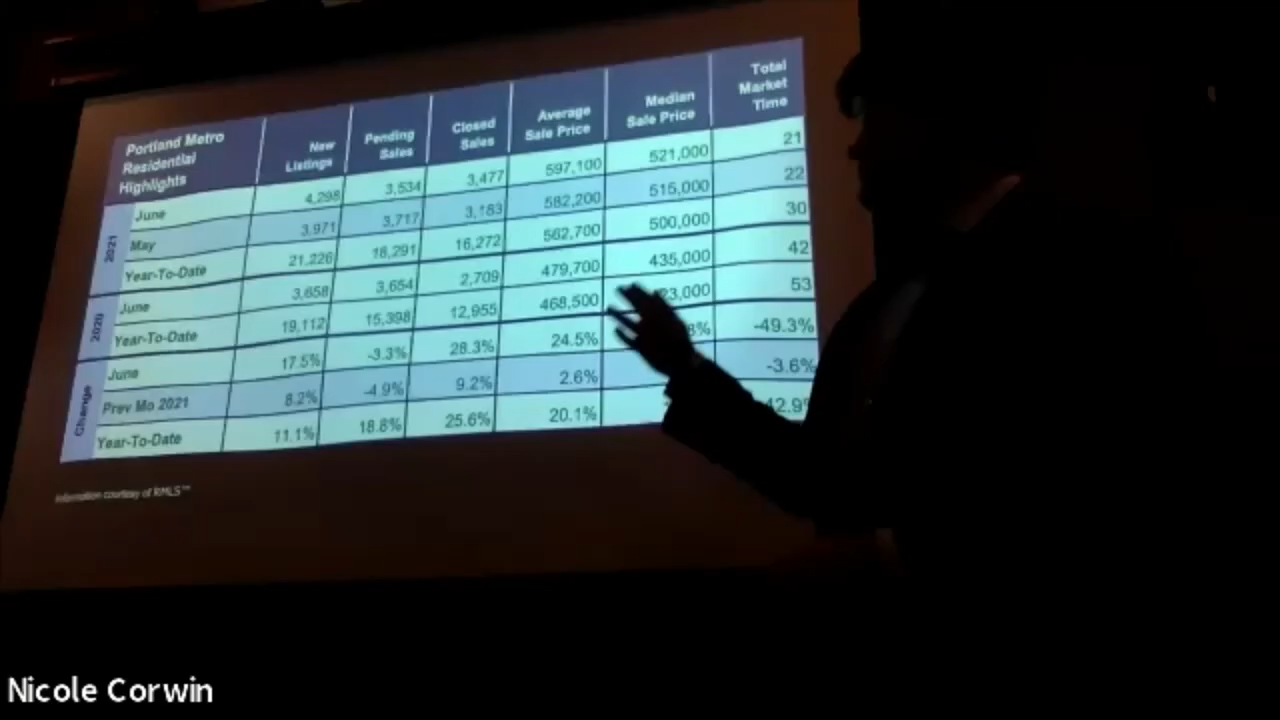 Portland Metro Residential Highlights New Listings Pending Sales Closed Sales Average Sale Price Median Sale Price Total Market Time
2021
June 4,298 3,534 3,477 597,100 521,000 21
May 3,971 3,717 3,183 582,200 515,000 22
Year-To-Date 21,226 18,291 16,272 562,700 500,000 30
2020
June 3,658 3,654 2,709 479,700 435,000 42
Year-To-Date 19,112 15,398 12,955 468,500 23,000 53
Change
June 17.5% -3.3% 28.3% 24.5% 8% -49.3%
Prev Mo 2021 8.2% -4.9% 9.2% 2.6% -3.6%
Year-To-Date 11.1% 18.8% 25.6% 20.1% 42.9%
Information courtesy of RMLS™
Nicole Corwin